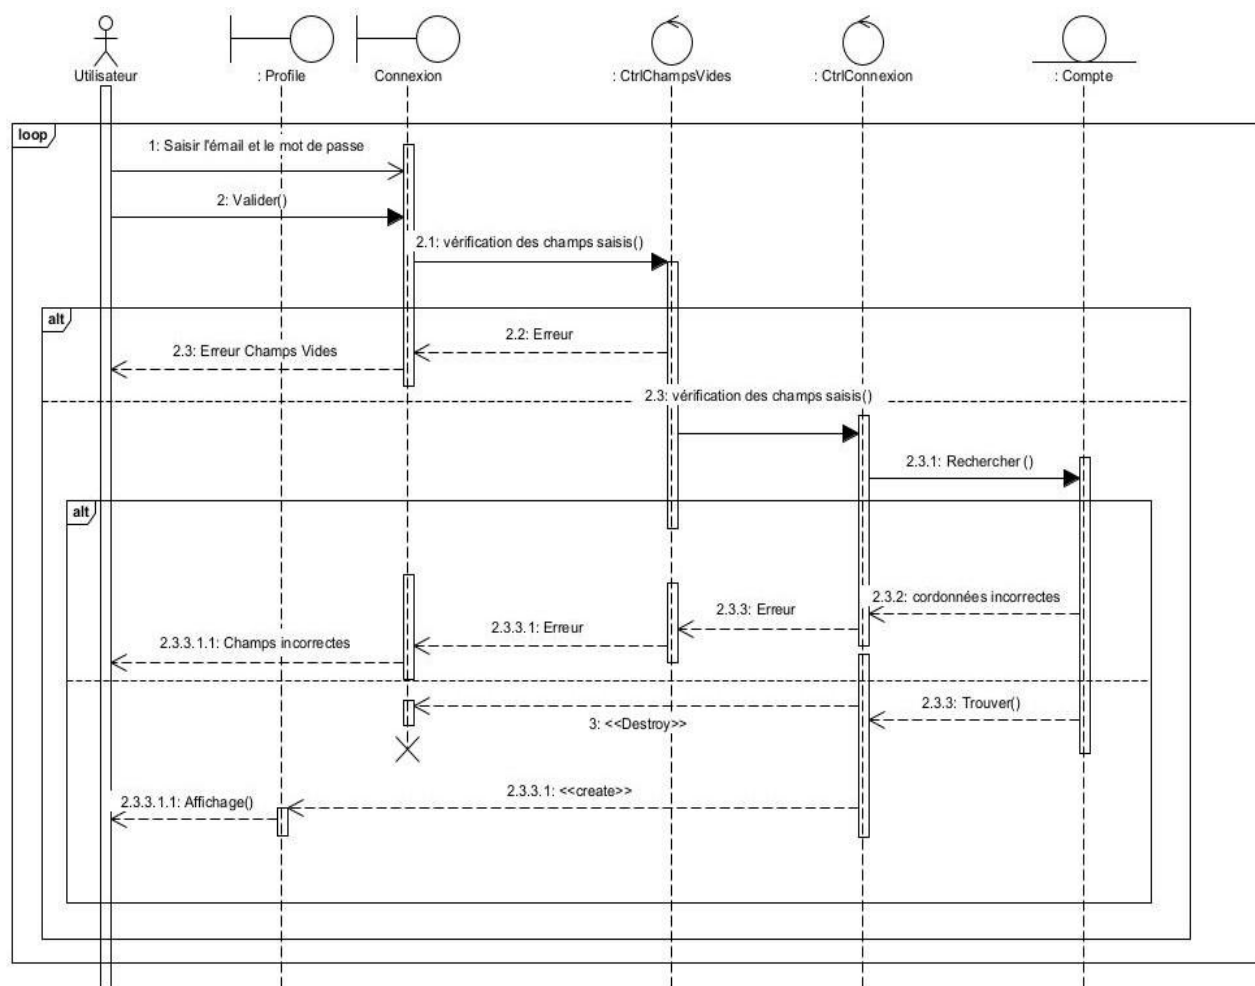 Utilisateur
: Profile
Connexion
: CtrlChampsVides
: CtrlConnexion
: Compte
loop
1: Saisir l'émail et le mot de passe
2: Valider()
2.1: vérification des champs saisis()
alt
2.2: Erreur
2.3: Erreur Champs Vides
2.3: vérification des champs saisis()
2.3.1: Rechercher ()
alt
2.3.2: cordonnées incorrectes
2.3.3: Erreur
2.3.3.1: Erreur
2.3.3.1.1: Champs incorrectes
2.3.3: Trouver()
3: <<Destroy>>
2.3.3.1: <<create>>
2.3.3.1.1: Affichage()